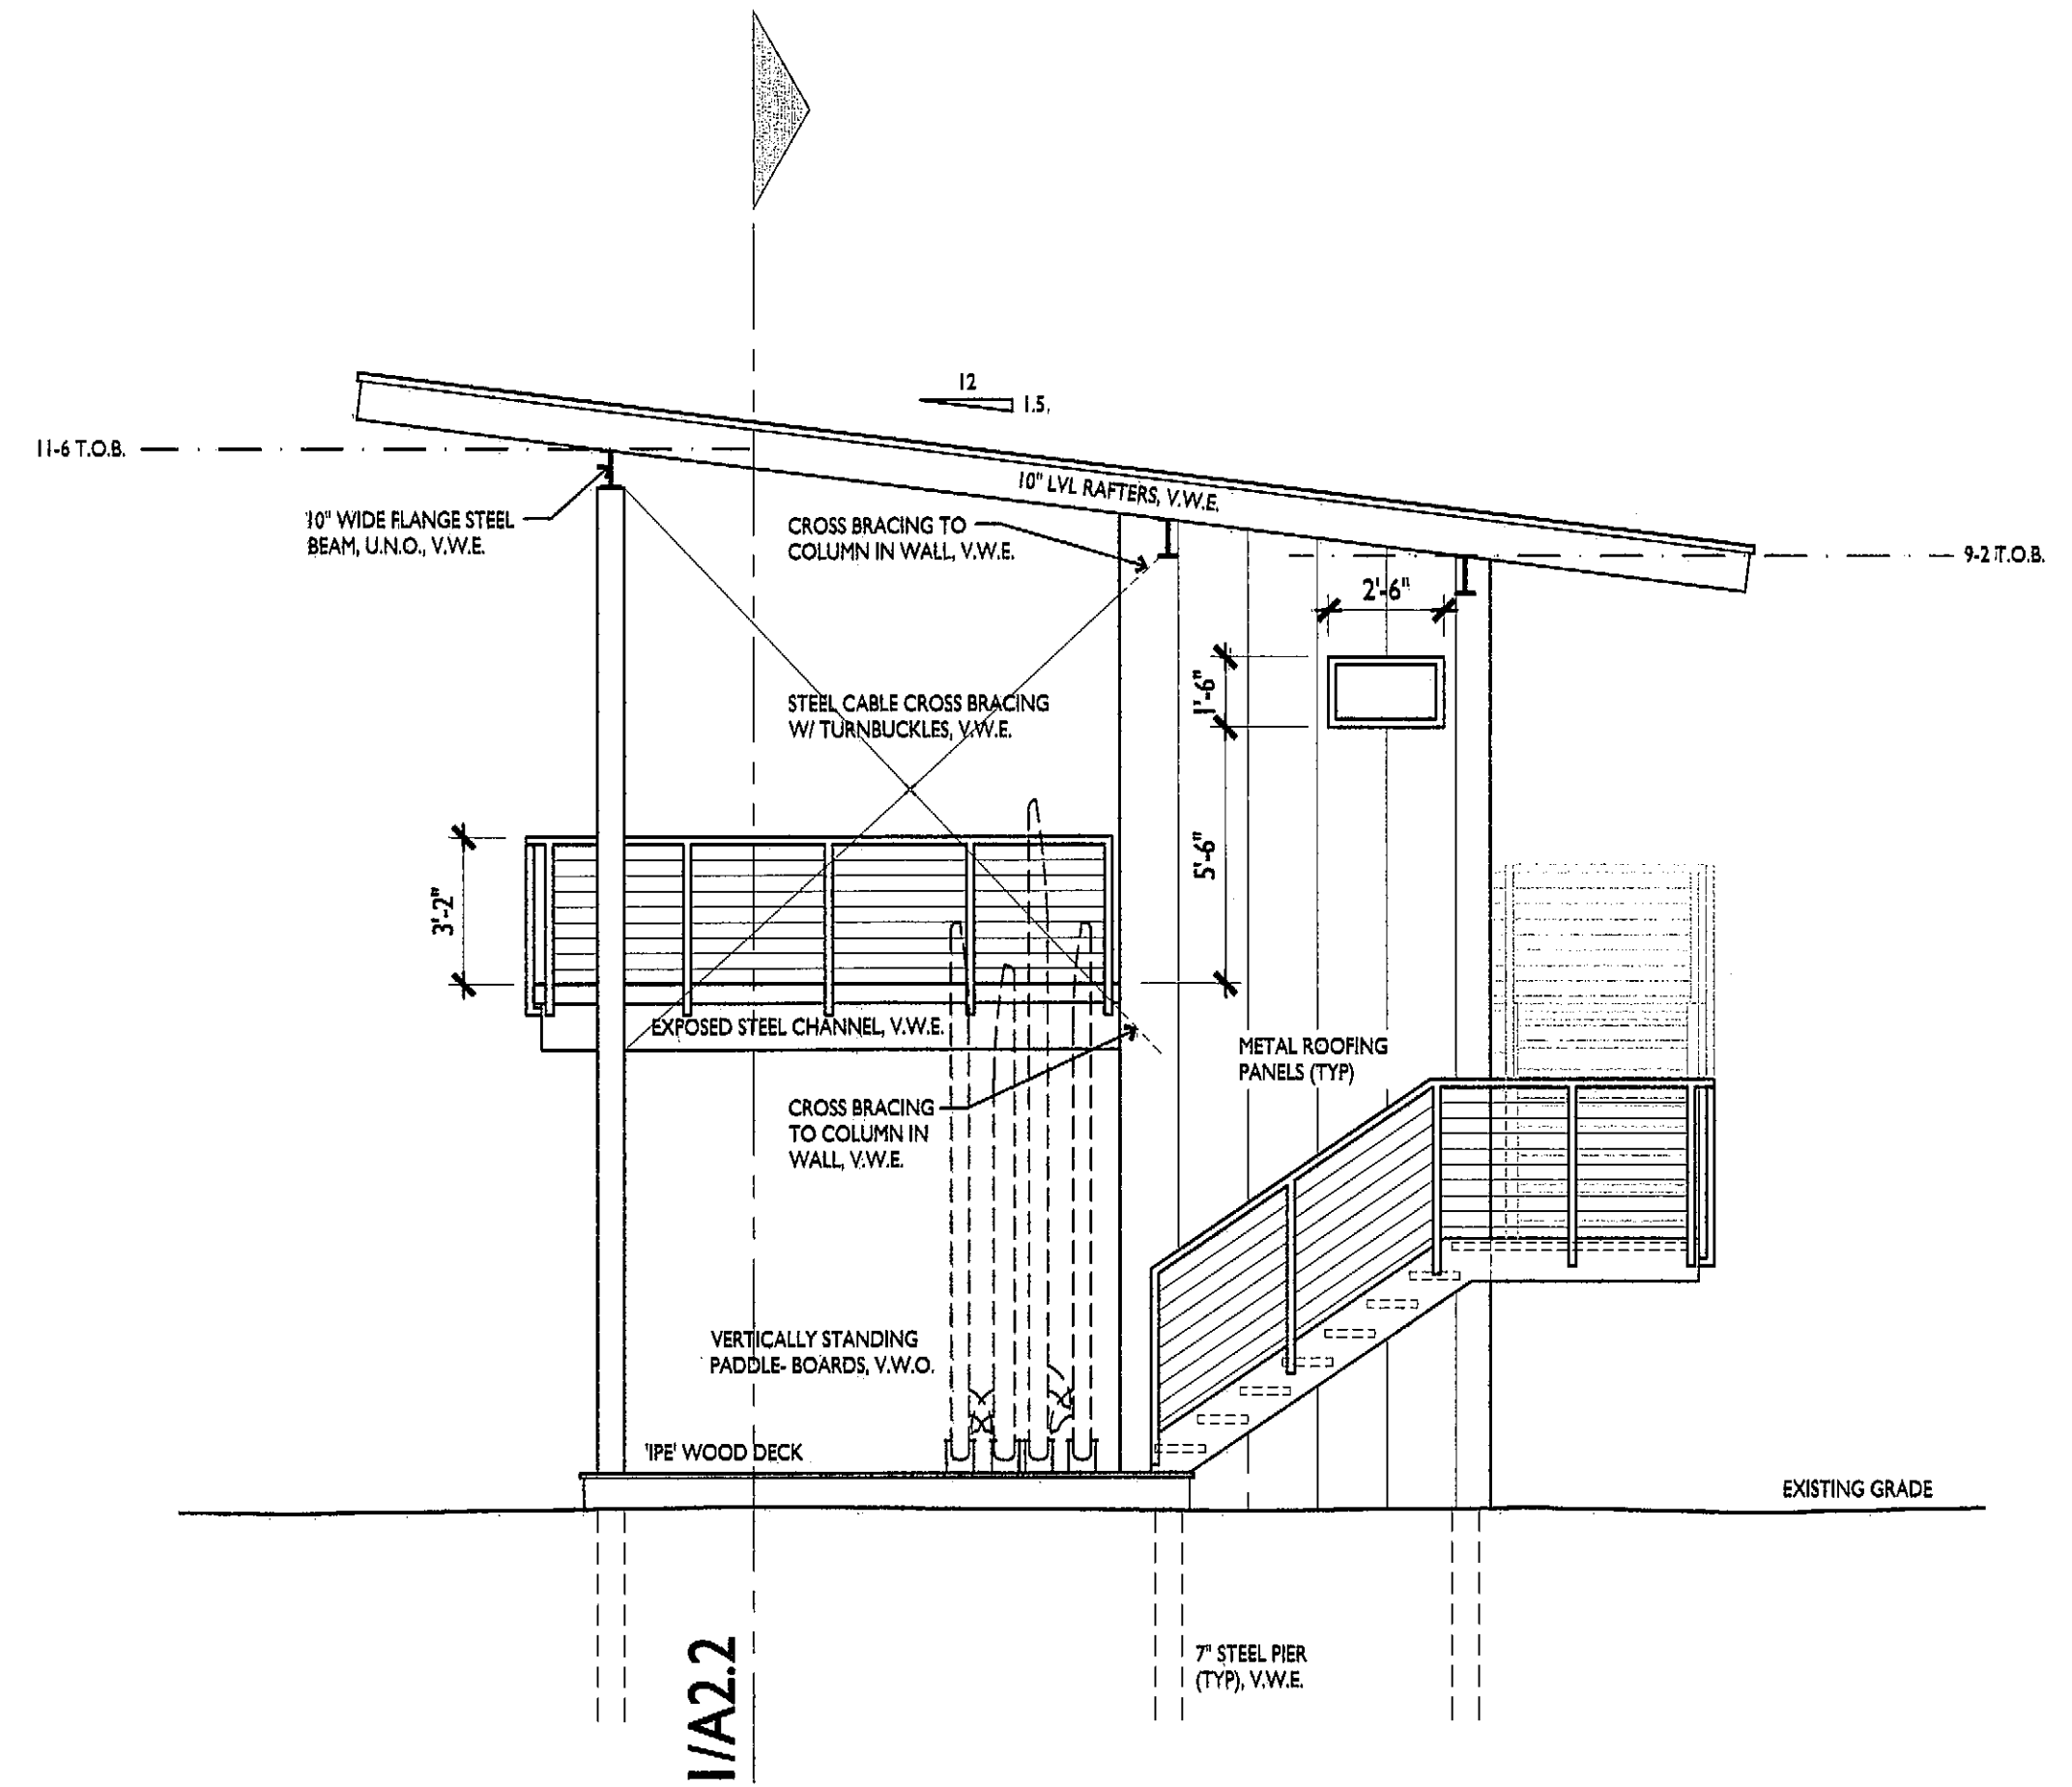 12
1.5
11-6 T.O.B.
10" LVL RAFTERS, V.W.E.
10" WIDE FLANGE STEEL
BEAM, U.N.O., V.W.E.
CROSS BRACING TO
COLUMN IN WALL, V.W.E.
9-2 T.O.B.
2'-6"
1'-6"
STEEL CABLE CROSS BRACING
W/ TURNBUCKLES, V.W.E.
5'-6"
3'-2"
EXPOSED STEEL CHANNEL, V.W.E.
METAL ROOFING
PANELS (TYP)
CROSS BRACING
TO COLUMN IN
WALL, V.W.E.
VERTICALLY STANDING
PADDLE- BOARDS, V.W.O.
'IPE' WOOD DECK
EXISTING GRADE
7" STEEL PIER
(TYP), V.W.E.
1/A2.2